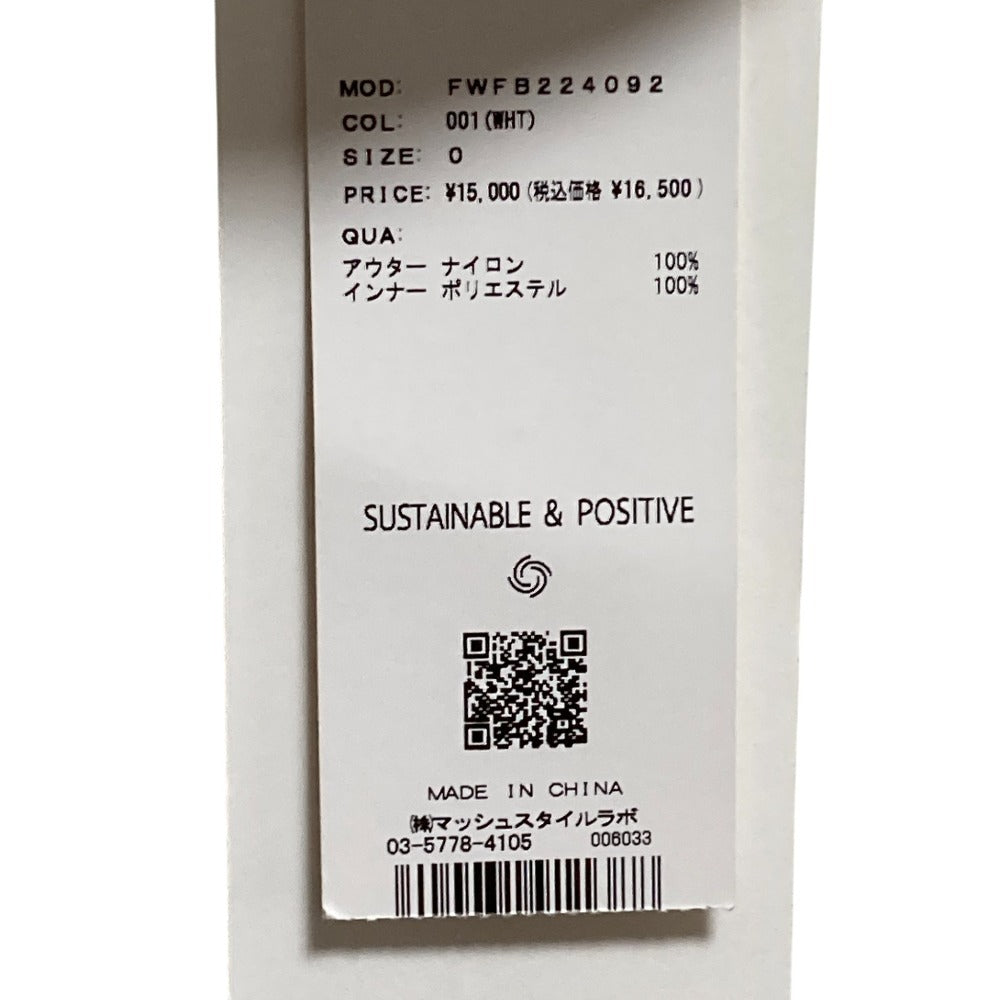 MOD: FWFB224092
COL: 001(WHT)
SIZE: 0
PRICE: ¥15,000(税込価格 ¥16,500)
QUA:
アウター ナイロン 100%
インナー ポリエステル 100%
SUSTAINABLE & POSITIVE
MADE IN CHINA
㈱マッシュスタイルラボ
03-5778-4105 006033